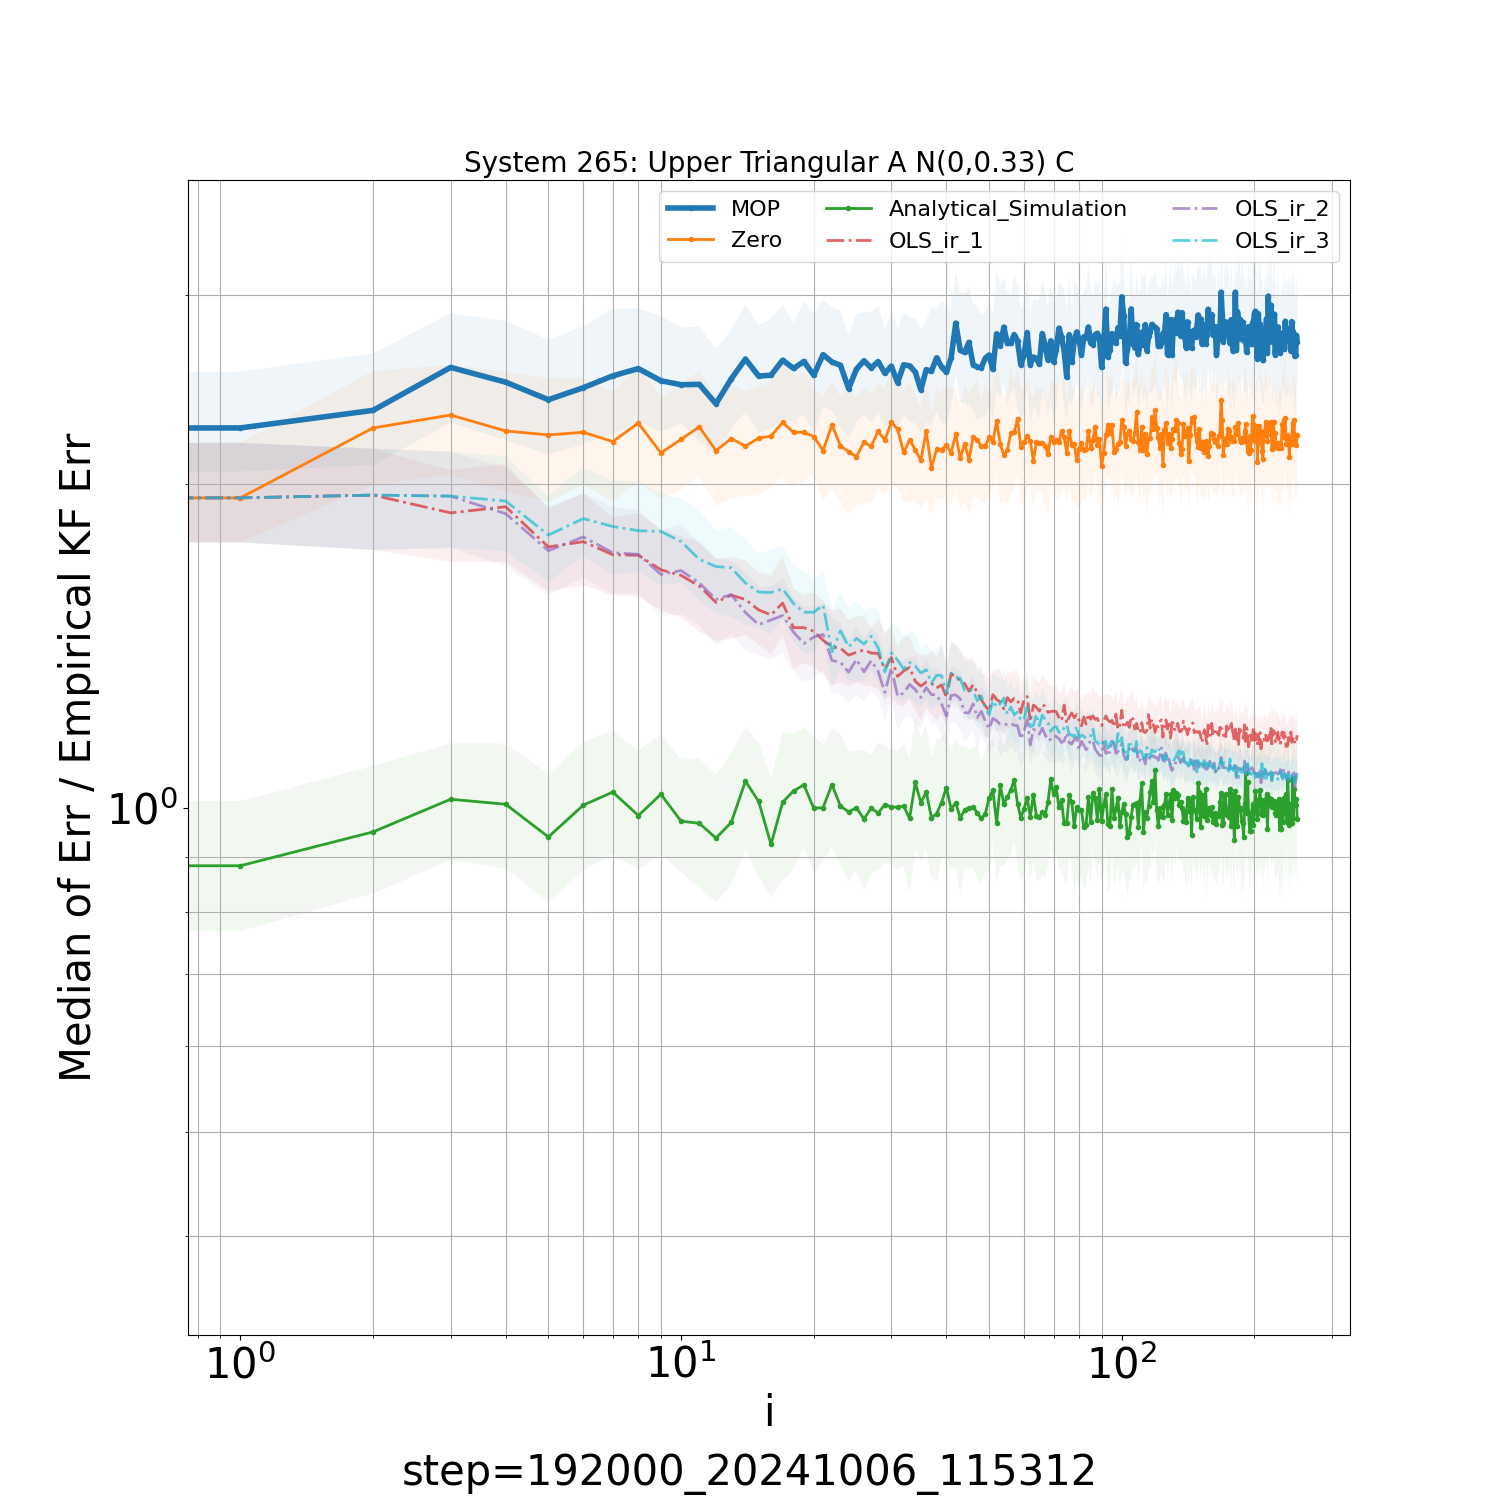 System 265: Upper Triangular A N(0,0.33) C
MOP
Zero
Analytical_Simulation
OLS_ir_1
OLS_ir_2
OLS_ir_3
Median of Err / Empirical KF Err
10⁰
10⁰ 10¹ 10²
i
step=192000_20241006_115312